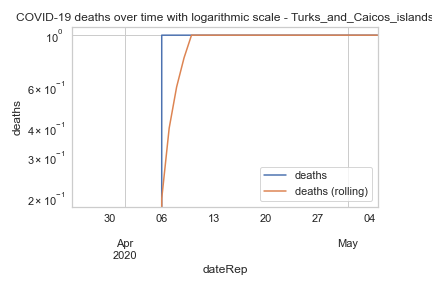 COVID-19 deaths over time with logarithmic scale - Turks_and_Caicos_islands
deaths
10⁰
6 × 10⁻¹
4 × 10⁻¹
3 × 10⁻¹
2 × 10⁻¹
deaths
deaths (rolling)
30 06 13 20 27 04
Apr May
2020
dateRep